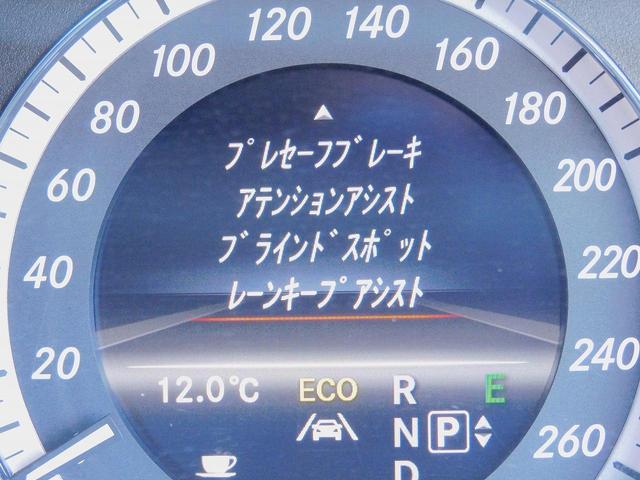 120 140
100 160
80 180
▲
プレセーフブレーキ
60 アテンションアシスト 200
ブラインドスポット
40 レーンキープアシスト 220
20 240
12.0℃ ECO R E
N P
260
D